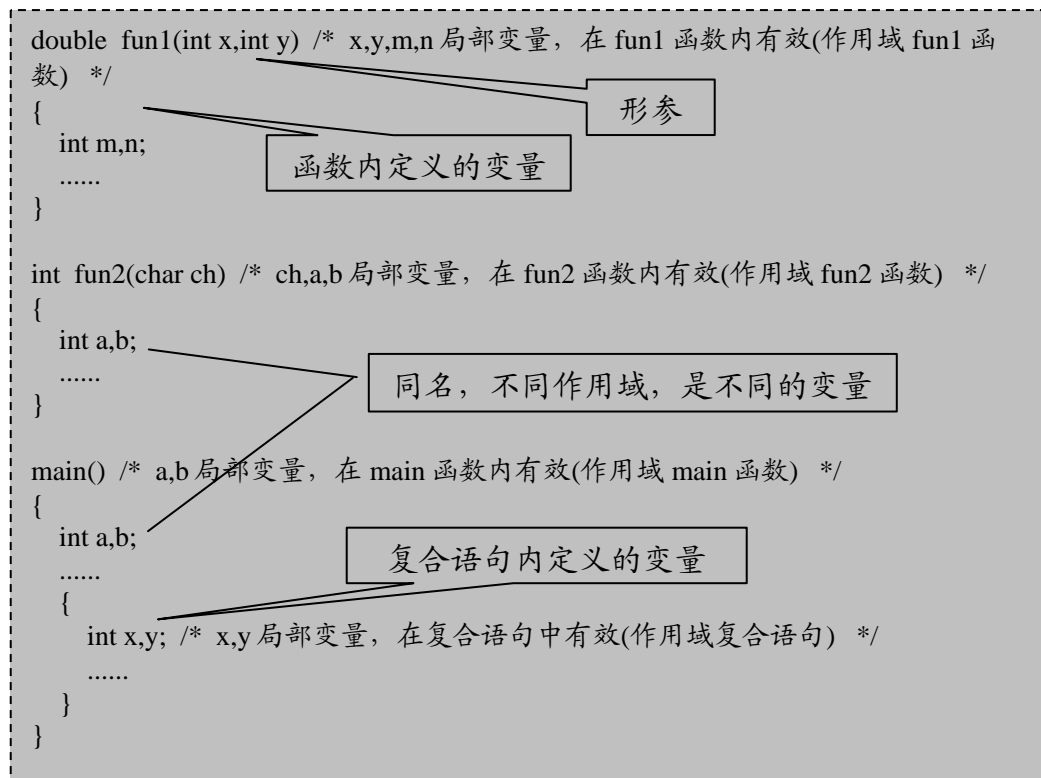 double fun1(int x,int y) /* x,y,m,n 局部变量，在 fun1 函数内有效(作用域 fun1 函
数) */
形参
{
int m,n;
函数内定义的变量
......
}
int fun2(char ch) /* ch,a,b 局部变量，在 fun2 函数内有效(作用域 fun2 函数) */
{
int a,b;
......
同名，不同作用域，是不同的变量
}
main() /* a,b 局部变量，在 main 函数内有效(作用域 main 函数) */
{
int a,b;
复合语句内定义的变量
......
{
int x,y; /* x,y 局部变量，在复合语句中有效(作用域复合语句) */
......
}
}